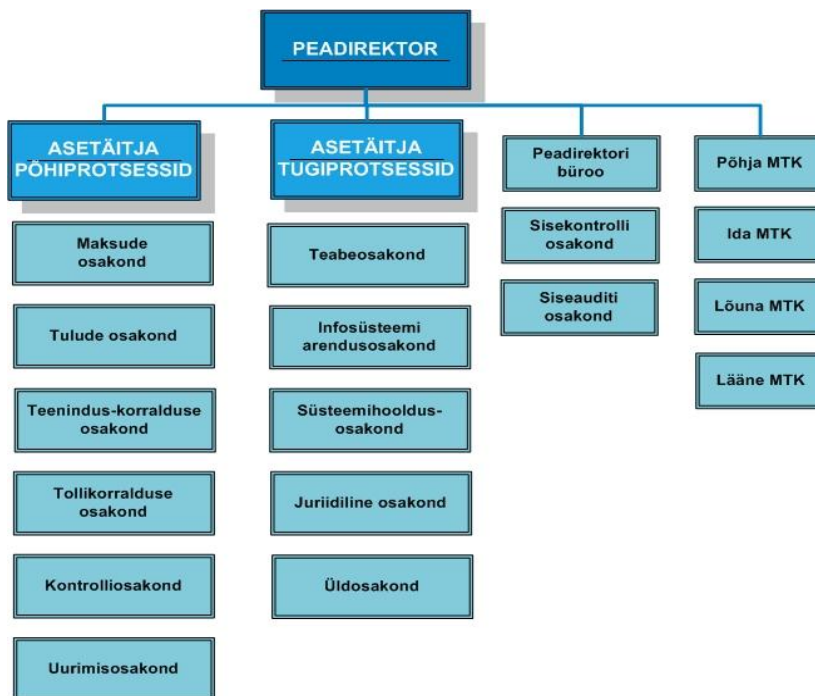 PEADIREKTOR
ASETÄITJA
PÕHIPROTSESSID
Maksude
osakond
Tulude osakond
Teenindus-korralduse
osakond
Tollikorralduse
osakond
Kontrolliosakond
Uurimisosakond
ASETÄITJA
TUGIPROTSESSID
Teabeosakond
Infosüsteemi
arendusosakond
Süsteemihooldus-
osakond
Juriidiline osakond
Üldosakond
Peadirektori
büroo
Sisekontrolli
osakond
Siseauditi
osakond
Põhja MTK
Ida MTK
Lõuna MTK
Lääne MTK